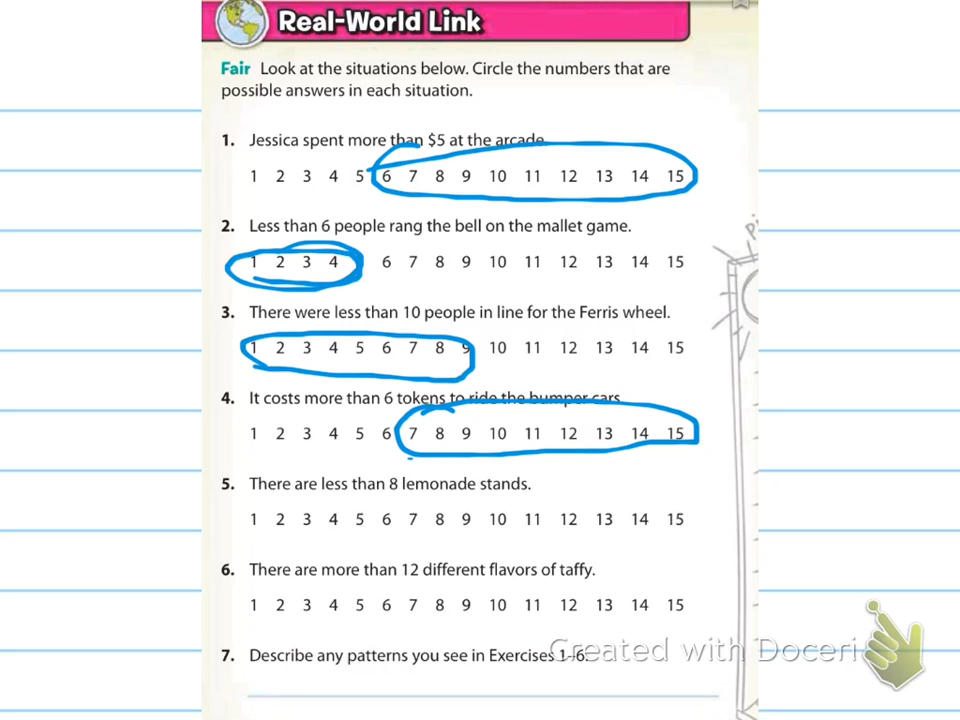 Real-World Link
Fair Look at the situations below. Circle the numbers that are
possible answers in each situation.
1. Jessica spent more than $5 at the arcade.
1 2 3 4 5 6 7 8 9 10 11 12 13 14 15
2. Less than 6 people rang the bell on the mallet game.
1 2 3 4 6 7 8 9 10 11 12 13 14 15
3. There were less than 10 people in line for the Ferris wheel.
1 2 3 4 5 6 7 8 9 10 11 12 13 14 15
4. It costs more than 6 tokens to ride the bumper cars.
1 2 3 4 5 6 7 8 9 10 11 12 13 14 15
5. There are less than 8 lemonade stands.
1 2 3 4 5 6 7 8 9 10 11 12 13 14 15
6. There are more than 12 different flavors of taffy.
1 2 3 4 5 6 7 8 9 10 11 12 13 14 15
7. Describe any patterns you see in Exercises 1–6.
Created with Doceri